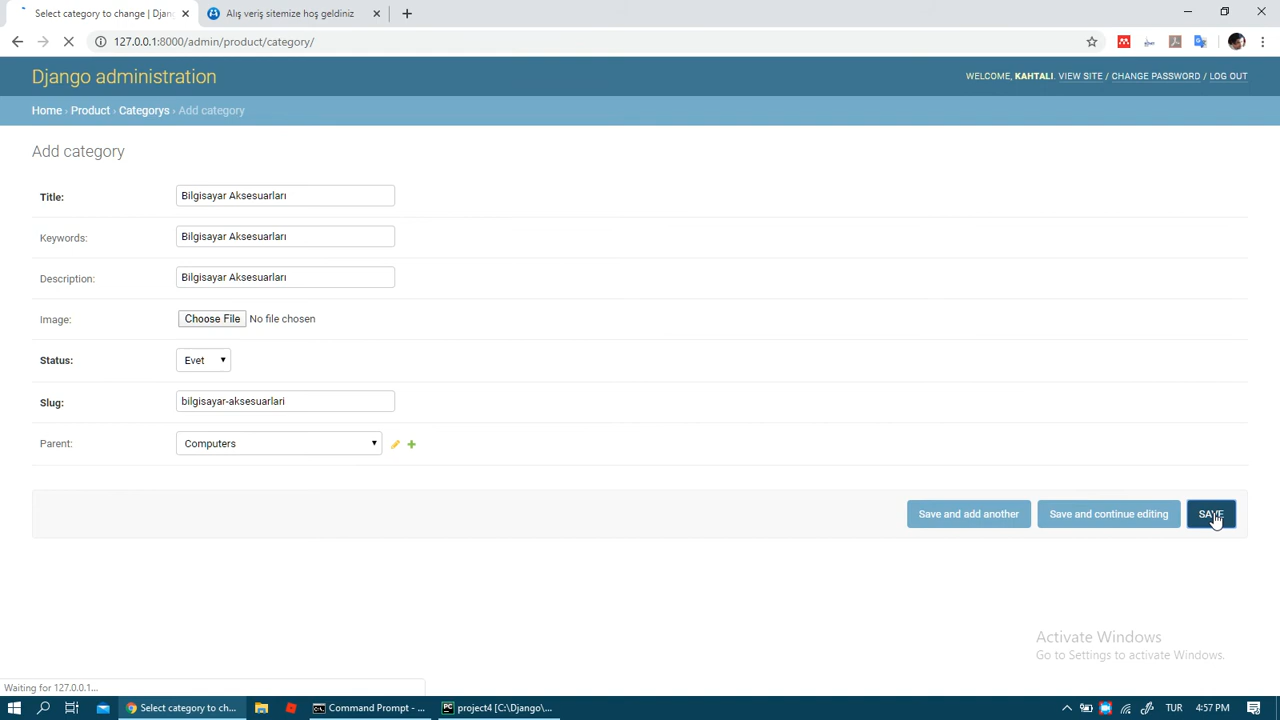 Select category to change | Djan
Alış veriş sitemize hoş geldiniz
127.0.0.1:8000/admin/product/category/
Django administration
WELCOME, KAHTALI. VIEW SITE / CHANGE PASSWORD / LOG OUT
Home › Product › Categorys › Add category
Add category
Title: Bilgisayar Aksesuarları
Keywords: Bilgisayar Aksesuarları
Description: Bilgisayar Aksesuarları
Image: Choose File No file chosen
Status: Evet
Slug: bilgisayar-aksesuarlari
Parent: Computers
Save and add another Save and continue editing SAVE
Activate Windows
Go to Settings to activate Windows.
Waiting for 127.0.0.1...
Select category to ch... Command Prompt - ... project4 [C:\Django\... TUR 4:57 PM